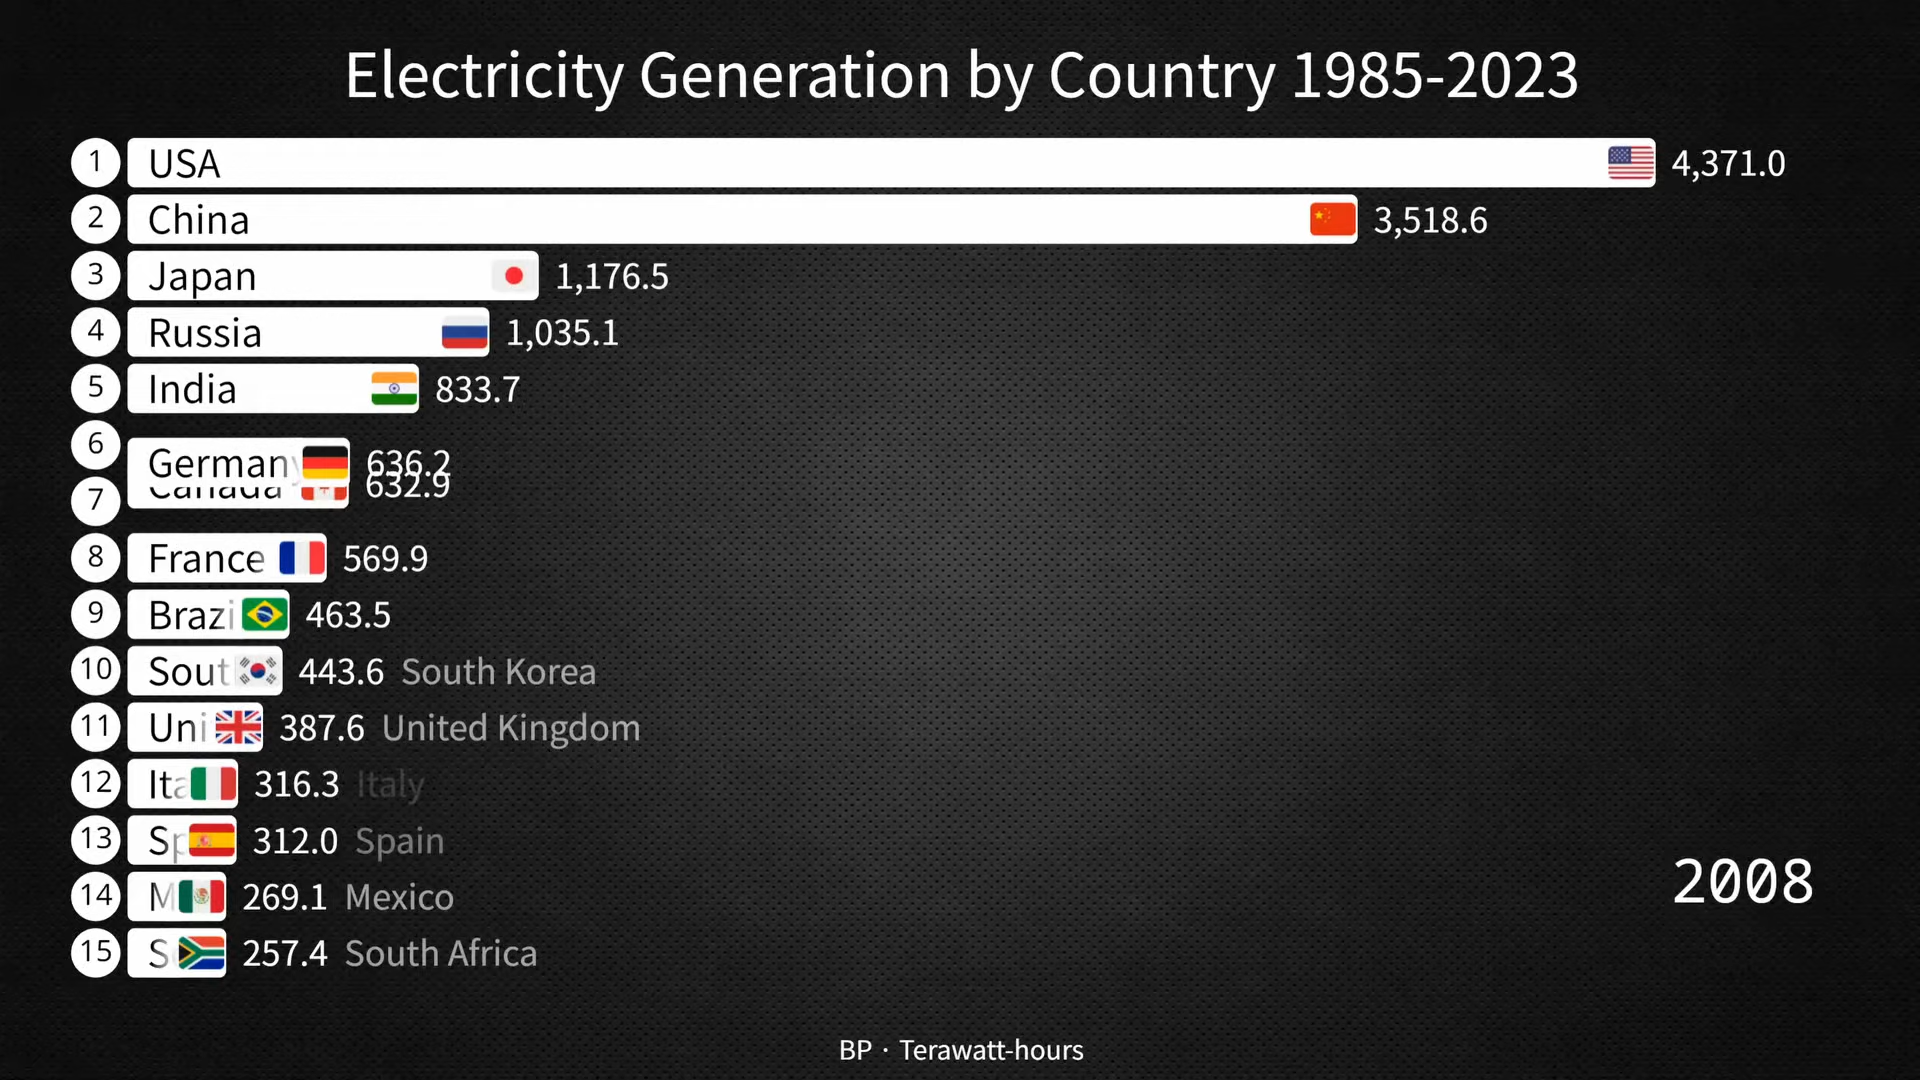 Electricity Generation by Country 1985-2023
1 USA 4,371.0
2 China 3,518.6
3 Japan 1,176.5
4 Russia 1,035.1
5 India 833.7
6 Germany 636.2
7 Canada 632.9
8 France 569.9
9 Brazi 463.5
10 Sout 443.6 South Korea
11 Uni 387.6 United Kingdom
12 Ita 316.3 Italy
13 Sp 312.0 Spain
14 M 269.1 Mexico
15 S 257.4 South Africa
2008
BP · Terawatt-hours